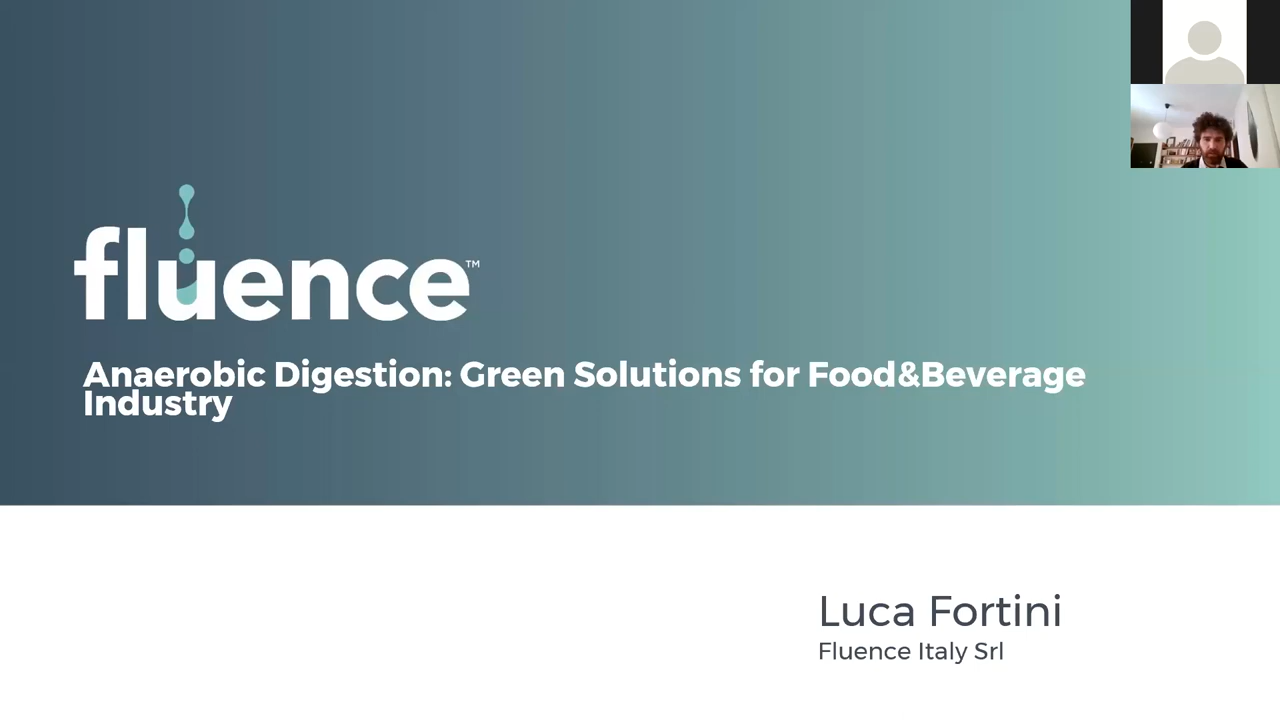 fluence™
Anaerobic Digestion: Green Solutions for Food&Beverage
Industry
Luca Fortini
Fluence Italy Srl